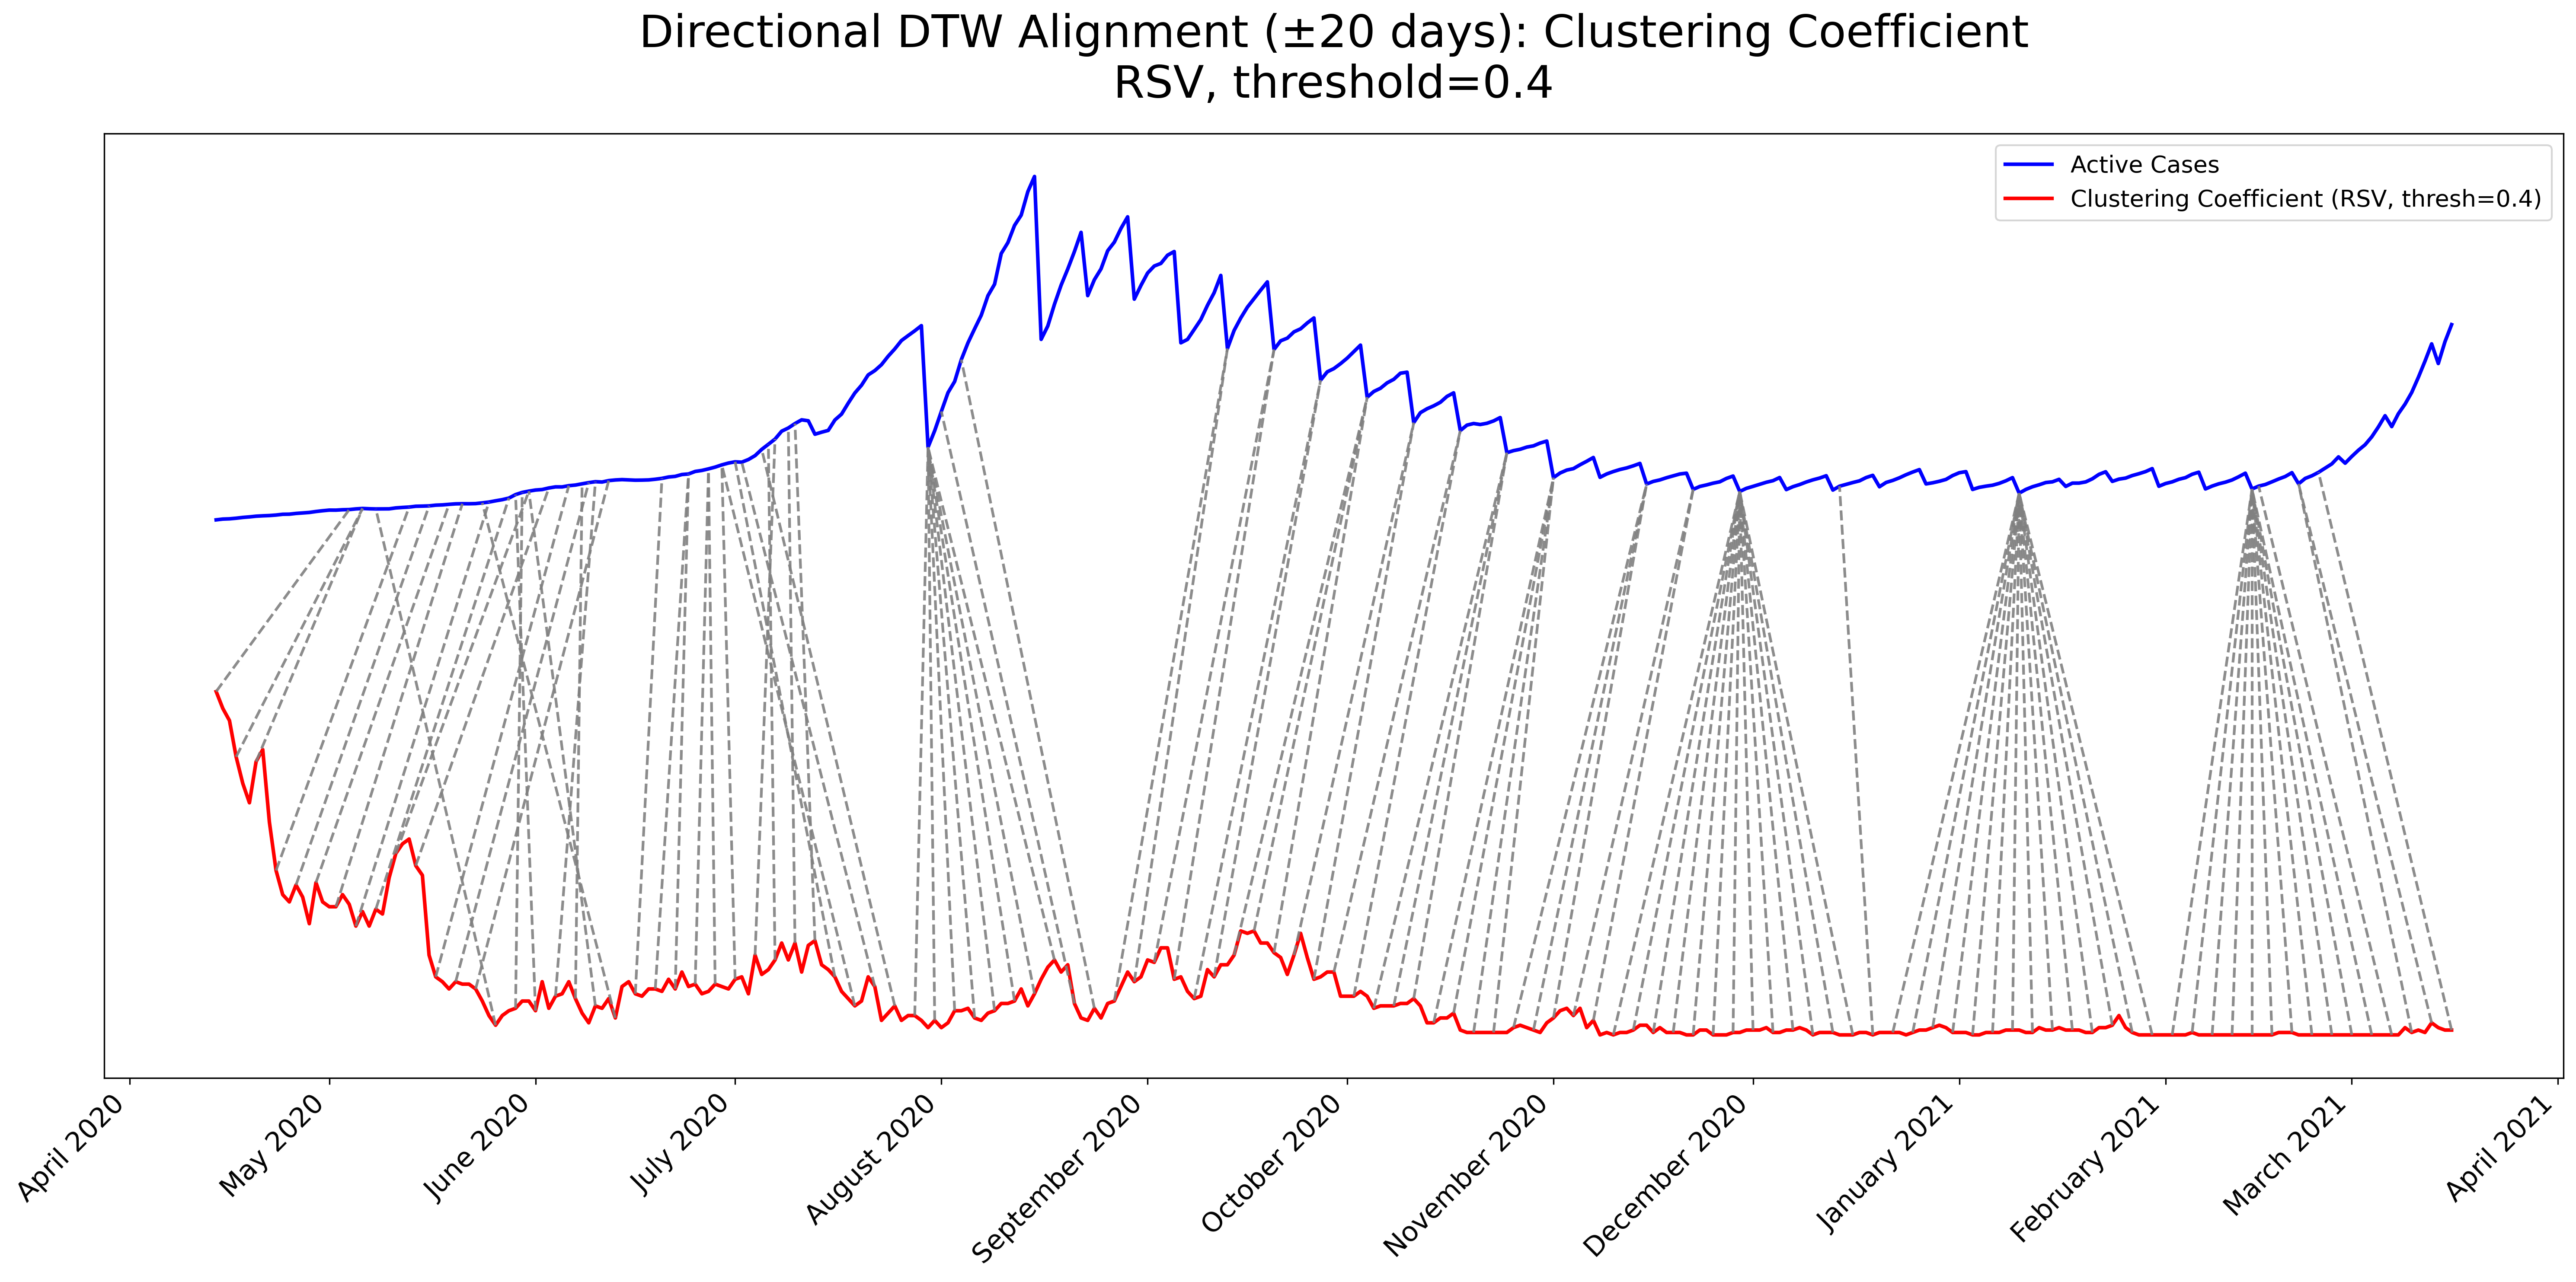 Directional DTW Alignment (±20 days): Clustering Coefficient
RSV, threshold=0.4
Active Cases
Clustering Coefficient (RSV, thresh=0.4)
April 2020
May 2020
June 2020
July 2020
August 2020
September 2020
October 2020
November 2020
December 2020
January 2021
February 2021
March 2021
April 2021